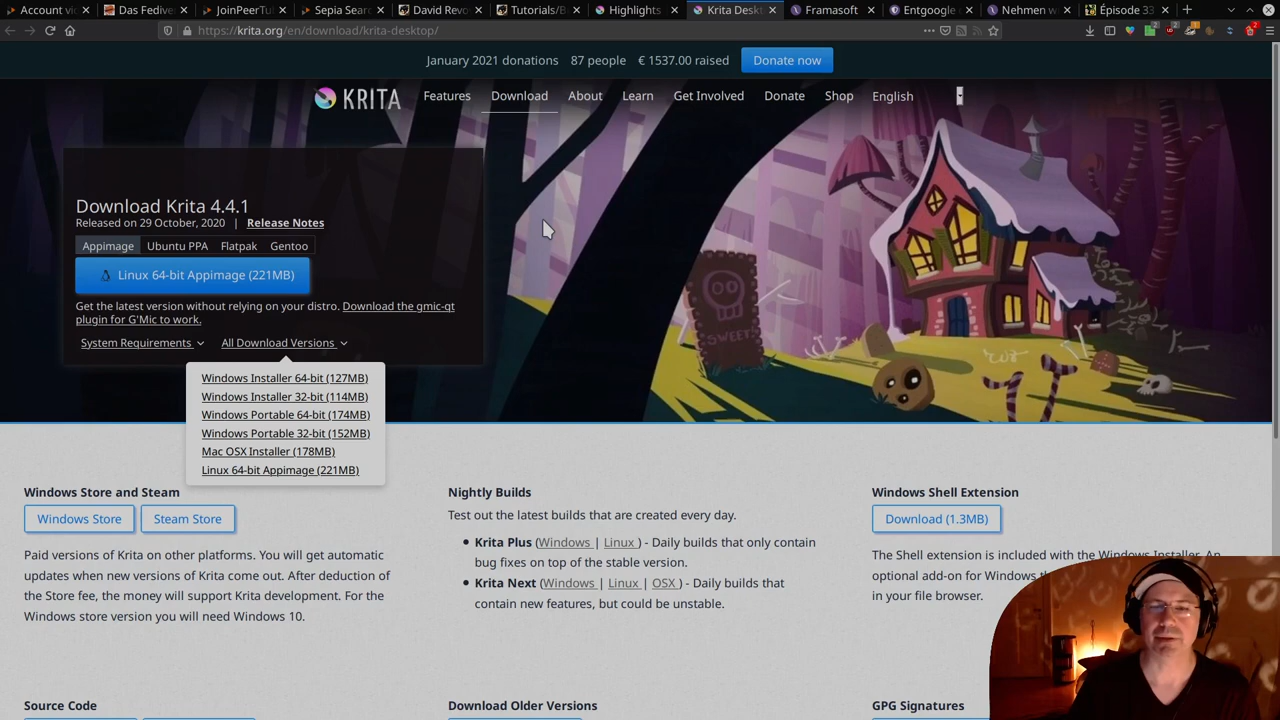 Account vi
Das Fedive
JoinPeerTu
Sepia Sear
David Revo
Tutorials/B
Highlights
Krita Desk
Framasoft
Entgoogle
Nehmen w
Épisode 33
https://krita.org/en/download/krita-desktop/
January 2021 donations 87 people € 1537.00 raised Donate now
KRITA Features Download About Learn Get Involved Donate Shop English
SWEET
Download Krita 4.4.1
Released on 29 October, 2020 | Release Notes
Appimage Ubuntu PPA Flatpak Gentoo
Linux 64-bit Appimage (221MB)
Get the latest version without relying on your distro. Download the gmic-qt
plugin for G'Mic to work.
System Requirements All Download Versions
Windows Installer 64-bit (127MB)
Windows Installer 32-bit (114MB)
Windows Portable 64-bit (174MB)
Windows Portable 32-bit (152MB)
Mac OSX Installer (178MB)
Linux 64-bit Appimage (221MB)
Windows Store and Steam
Windows Store Steam Store
Paid versions of Krita on other platforms. You will get automatic
updates when new versions of Krita come out. After deduction of
the Store fee, the money will support Krita development. For the
Windows store version you will need Windows 10.
Nightly Builds
Test out the latest builds that are created every day.
Krita Plus (Windows | Linux ) - Daily builds that only contain
bug fixes on top of the stable version.
Krita Next (Windows | Linux | OSX ) - Daily builds that
contain new features, but could be unstable.
Windows Shell Extension
Download (1.3MB)
The Shell extension is included with the Windows Installer. An
optional add-on for Windows th
in your file browser.
Source Code
Download Older Versions
GPG Signatures